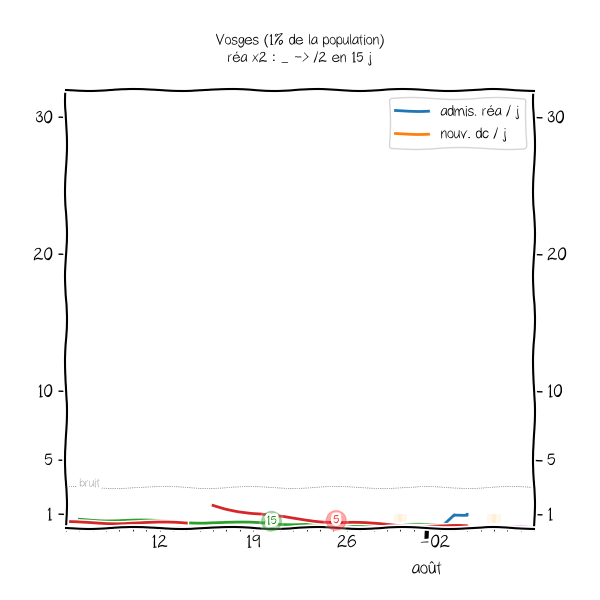 Vosges (1% de la population)
réa x2 : _ -> /2 en 15 j
admis. réa / j
nouv. dc / j
30
30
20
20
10
10
5
5
bruit
1
15
5
1
12
19
26
02
août